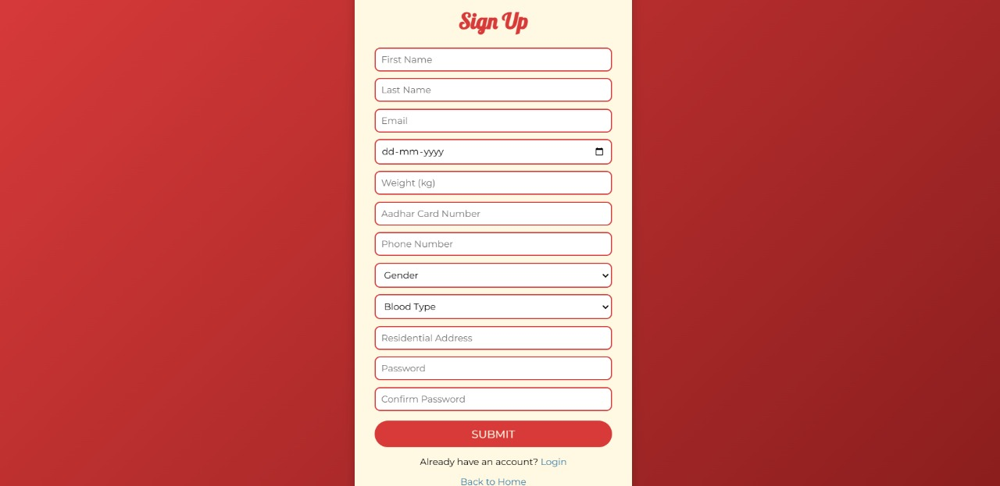 Sign Up
First Name
Last Name
Email
dd-mm-yyyy
Weight (kg)
Aadhar Card Number
Phone Number
Gender
Blood Type
Residential Address
Password
Confirm Password
SUBMIT
Already have an account? Login
Back to Home